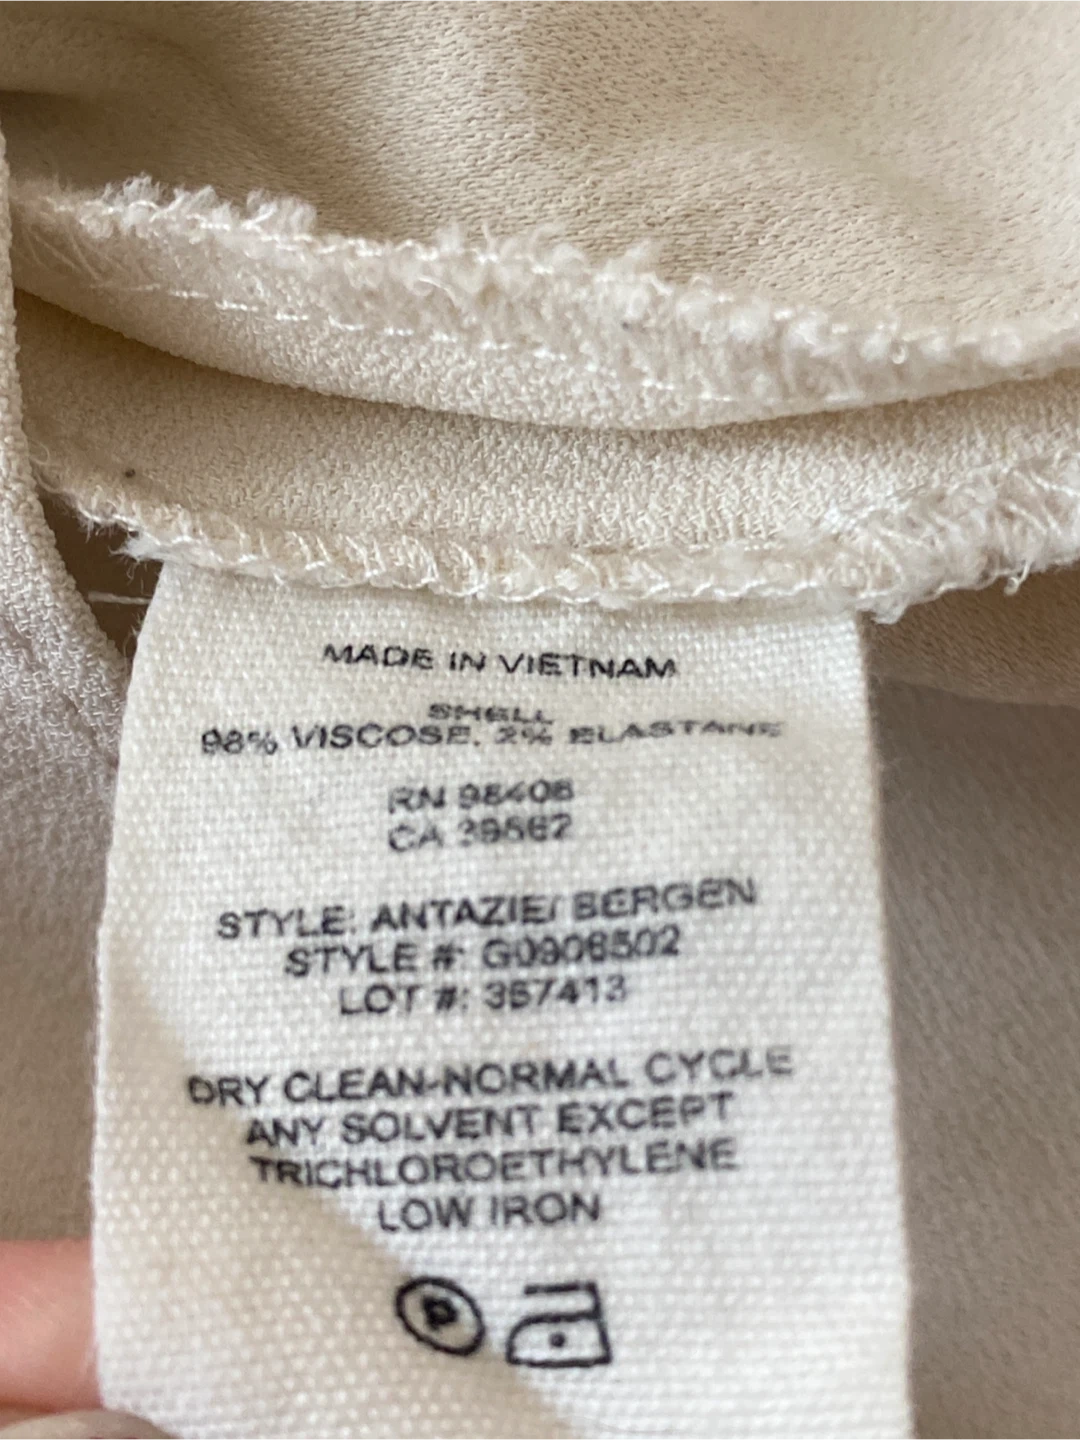 MADE IN VIETNAM
SHELL
98% VISCOSE, 2% ELASTANE
RN 98408
CA
STYLE: ANTAZIE/ BERGEN
STYLE #: G0906502
LOT #: 357413
DRY CLEAN-NORMAL CYCLE
ANY SOLVENT EXCEPT
TRICHLOROETHYLENE
LOW IRON
P